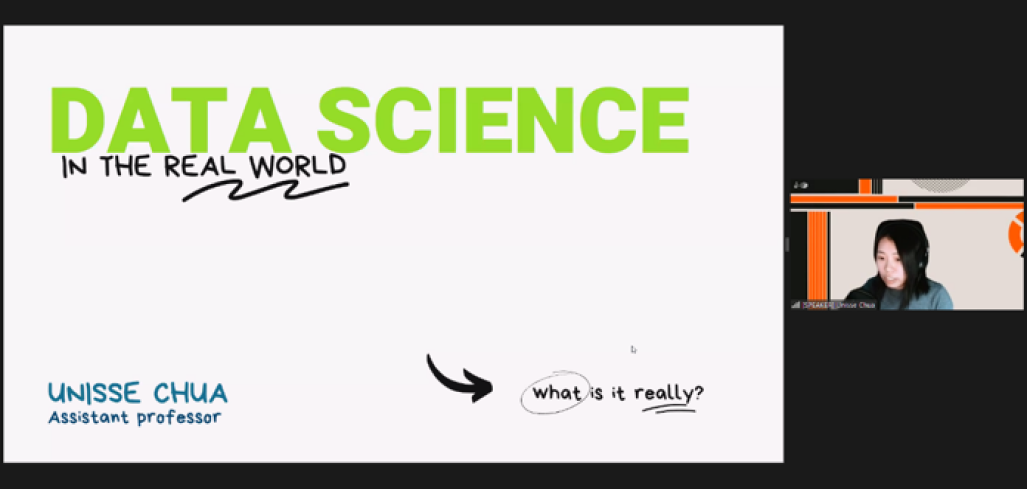 DATA SCIENCE
IN THE REAL WORLD
UNISSE CHUA
Assistant professor
what is it really?
[SPEAKER] Unisse Chua